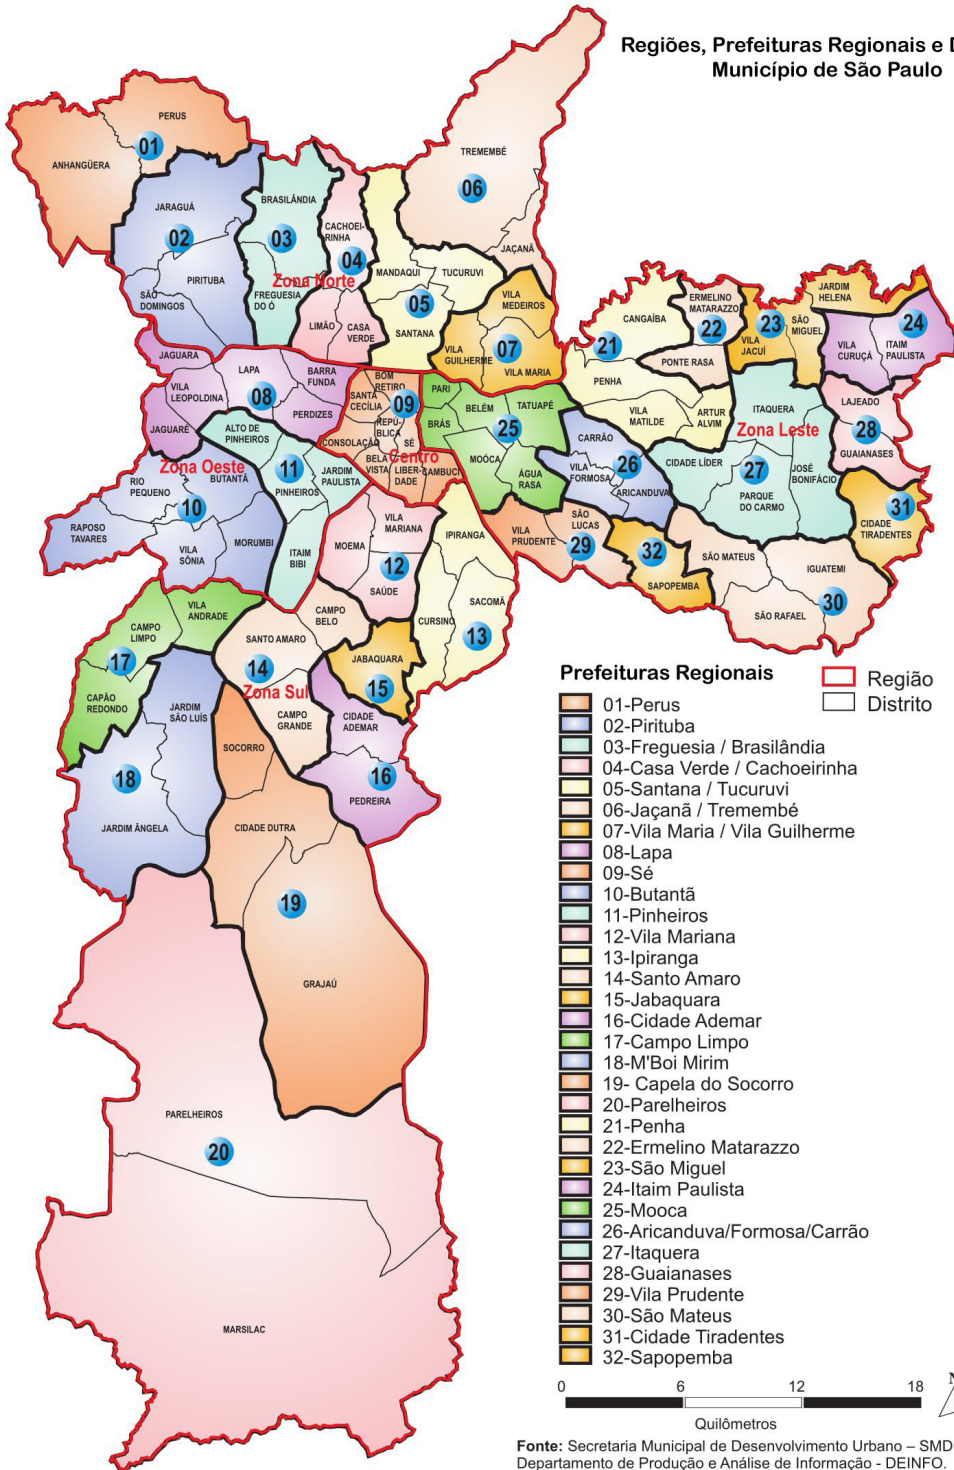 Regiões, Prefeituras Regionais e
Município de São Paulo
PERUS
01
ANHANGÜERA
TREMEMBÉ
06
JAÇANÃ
JARAGUÁ
02
PIRITUBA
SÃO
DOMINGOS
BRASILÂNDIA
03
Zona Norte
FREGUESIA
DO Ó
CACHOEI-
RINHA
04
LIMÃO
CASA
VERDE
MANDAQUI
TUCURUVI
05
SANTANA
VILA
MEDEIROS
VILA
GUILHERME
07
VILA MARIA
CANGAÍBA
21
PENHA
VILA
MATILDE
ARTUR
ALVIM
ERMELINO
MATARAZZO
22
PONTE RASA
JARDIM
HELENA
23
SÃO
MIGUEL
VILA
JACUÍ
24
VILA
CURUÇÁ
ITAIM
PAULISTA
JAGUARA
LAPA
VILA
LEOPOLDINA
08
BARRA
FUNDA
PERDIZES
JAGUARÉ
BOM
RETIRO
SANTA
CECÍLIA
09
REPÚ-
BLICA
CONSOLAÇÃO
SÉ
Centro
BELA
VISTA
LIBER-
DADE
CAMBUCI
PARI
BRÁS
BELÉM
TATUAPÉ
25
MOÓCA
ÁGUA
RASA
CARRÃO
VILA
FORMOSA
26
ARICANDUVA
ITAQUERA
Zona Leste
CIDADE LÍDER
27
PARQUE
DO CARMO
JOSÉ
BONIFÁCIO
LAJEADO
28
GUAIANASES
31
CIDADE
TIRADENTES
ALTO DE
PINHEIROS
11
PINHEIROS
JARDIM
PAULISTA
ITAIM
BIBI
Zona Oeste
RIO
PEQUENO
BUTANTÃ
10
RAPOSO
TAVARES
VILA
SÔNIA
MORUMBI
VILA
MARIANA
MOEMA
12
SAÚDE
IPIRANGA
SACOMÃ
CURSINO
13
VILA
PRUDENTE
SÃO
LUCAS
29
32
SAPOPEMBA
SÃO MATEUS
IGUATEMI
SÃO RAFAEL
30
VILA
ANDRADE
CAMPO
LIMPO
17
CAPÃO
REDONDO
CAMPO
BELO
SANTO AMARO
14
Zona Sul
CAMPO
GRANDE
JABAQUARA
15
CIDADE
ADEMAR
16
PEDREIRA
JARDIM
SÃO LUÍS
18
JARDIM ÂNGELA
SOCORRO
CIDADE DUTRA
19
GRAJAÚ
PARELHEIROS
20
MARSILAC
Prefeituras Regionais
Região
Distrito
01-Perus
02-Pirituba
03-Freguesia / Brasilândia
04-Casa Verde / Cachoeirinha
05-Santana / Tucuruvi
06-Jaçanã / Tremembé
07-Vila Maria / Vila Guilherme
08-Lapa
09-Sé
10-Butantã
11-Pinheiros
12-Vila Mariana
13-Ipiranga
14-Santo Amaro
15-Jabaquara
16-Cidade Ademar
17-Campo Limpo
18-M'Boi Mirim
19- Capela do Socorro
20-Parelheiros
21-Penha
22-Ermelino Matarazzo
23-São Miguel
24-Itaim Paulista
25-Mooca
26-Aricanduva/Formosa/Carrão
27-Itaquera
28-Guaianases
29-Vila Prudente
30-São Mateus
31-Cidade Tiradentes
32-Sapopemba
0 6 12 18
Quilômetros
Fonte: Secretaria Municipal de Desenvolvimento Urbano – SMD
Departamento de Produção e Análise de Informação - DEINFO.